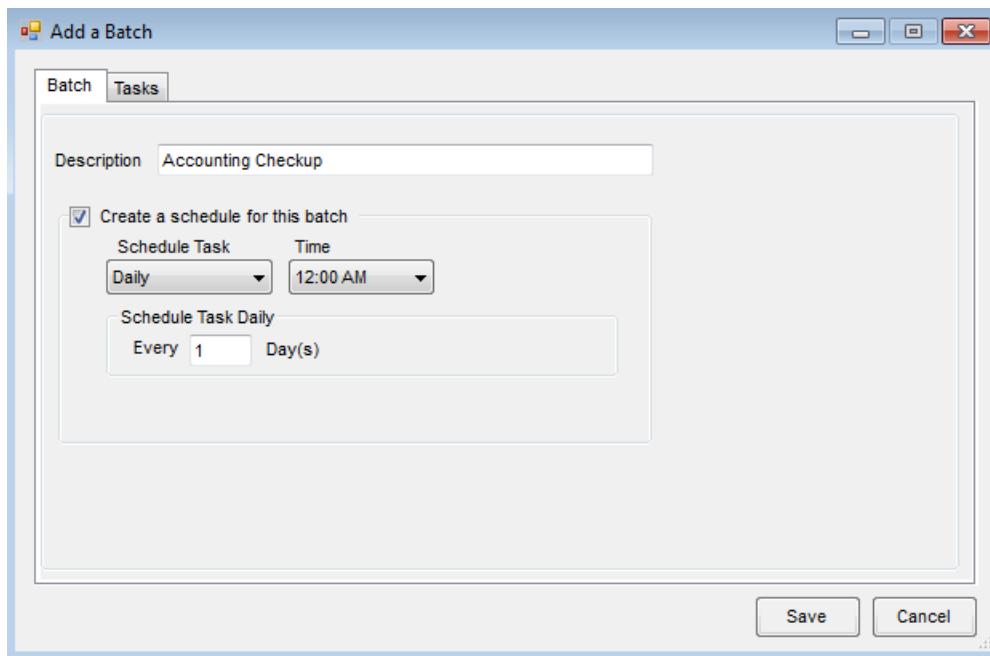 Add a Batch
Batch Tasks
Description Accounting Checkup
Create a schedule for this batch
Schedule Task Time
Daily 12:00 AM
Schedule Task Daily
Every 1 Day(s)
Save Cancel